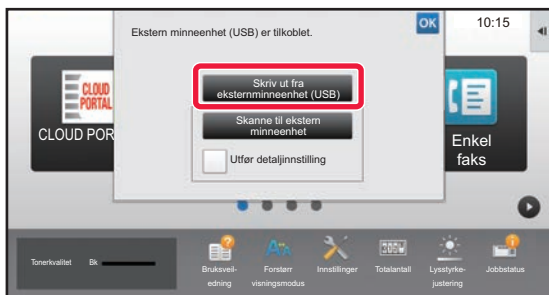 Ekstern minneenhet (USB) er tilkoblet.
OK
10:15
Skriv ut fra
eksternminneenhet (USB)
Skanne til ekstern
minneenhet
Utfør detaljinnstilling
CLOUD
PORTAL
CLOUD POR
Enkel
faks
Tonerkvalitet Bk
Bruksveil-
edning
Forstørr
visningsmodus
Innstillinger
Totalantall
Lysstyrke-
justering
Jobbstatus